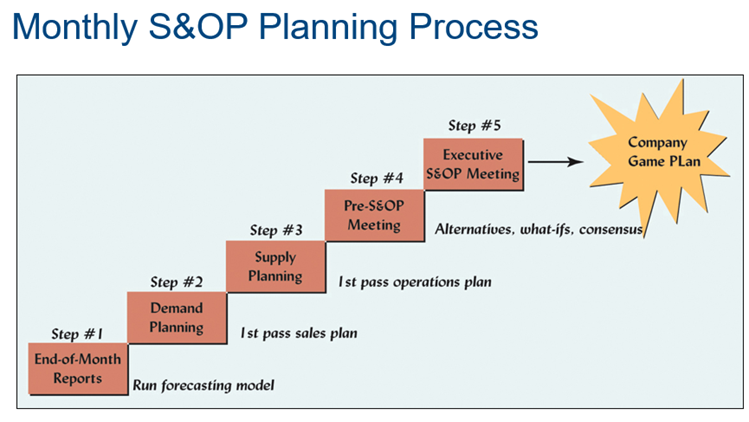 Monthly S&OP Planning Process
Step #5
Executive
S&OP Meeting
Company
Game PLan
Step #4
Pre-S&OP
Meeting
Alternatives, what-ifs, consensus
Step #3
Supply
Planning
1st pass operations plan
Step #2
Demand
Planning
1st pass sales plan
Step #1
End-of-Month
Reports
Run forecasting model